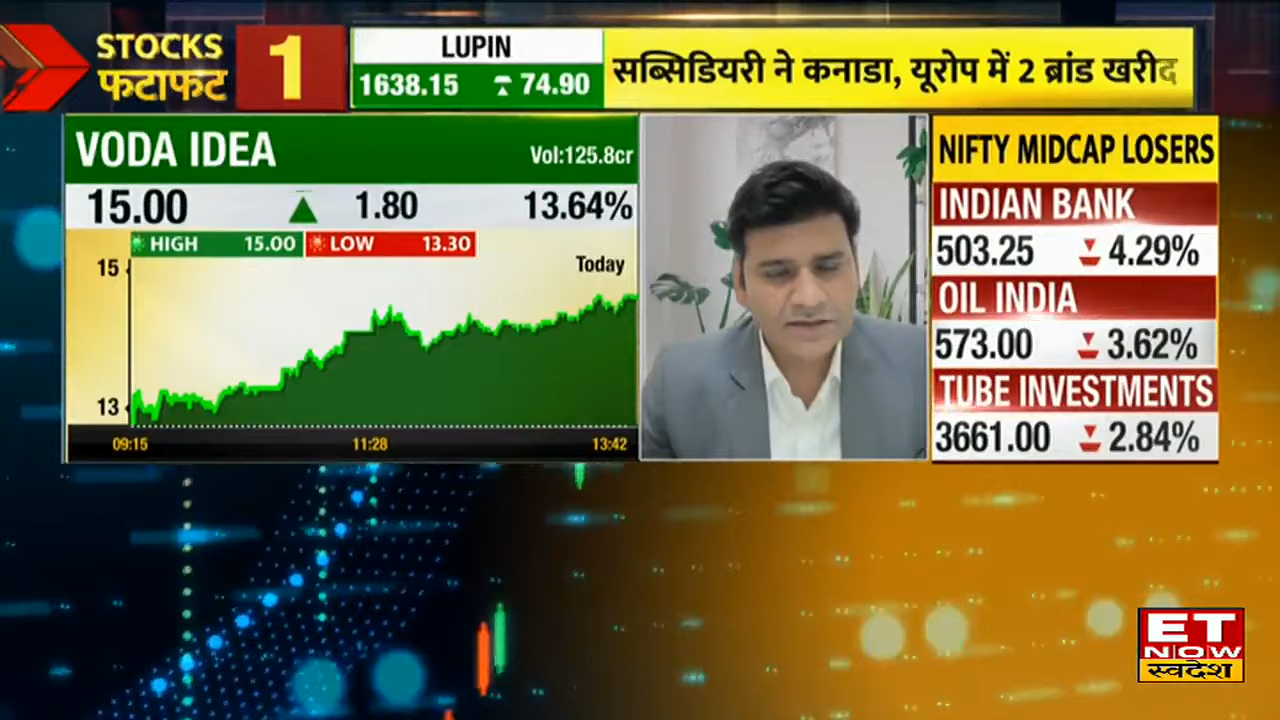 STOCKS
फटाफट
1
LUPIN
1638.15 74.90
सब्सिडियरी ने कनाडा, यूरोप में 2 ब्रांड खरीद
VODA IDEA Vol:125.8cr
15.00 1.80 13.64%
HIGH 15.00 LOW 13.30
Today
15
13
09:15 11:28 13:42
NIFTY MIDCAP LOSERS
INDIAN BANK
503.25 4.29%
OIL INDIA
573.00 3.62%
TUBE INVESTMENTS
3661.00 2.84%
ET
NOW
स्वदेश